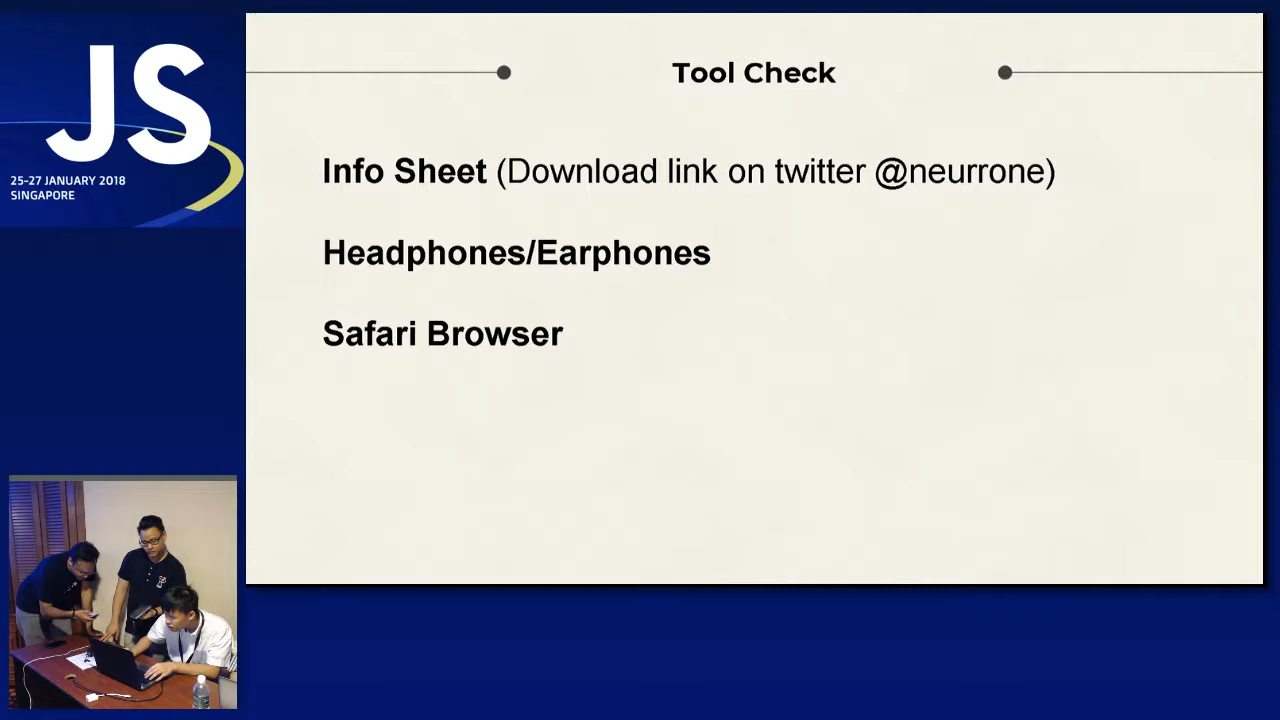 JS
25-27 JANUARY 2018
SINGAPORE
Tool Check
Info Sheet (Download link on twitter @neurrone)
Headphones/Earphones
Safari Browser